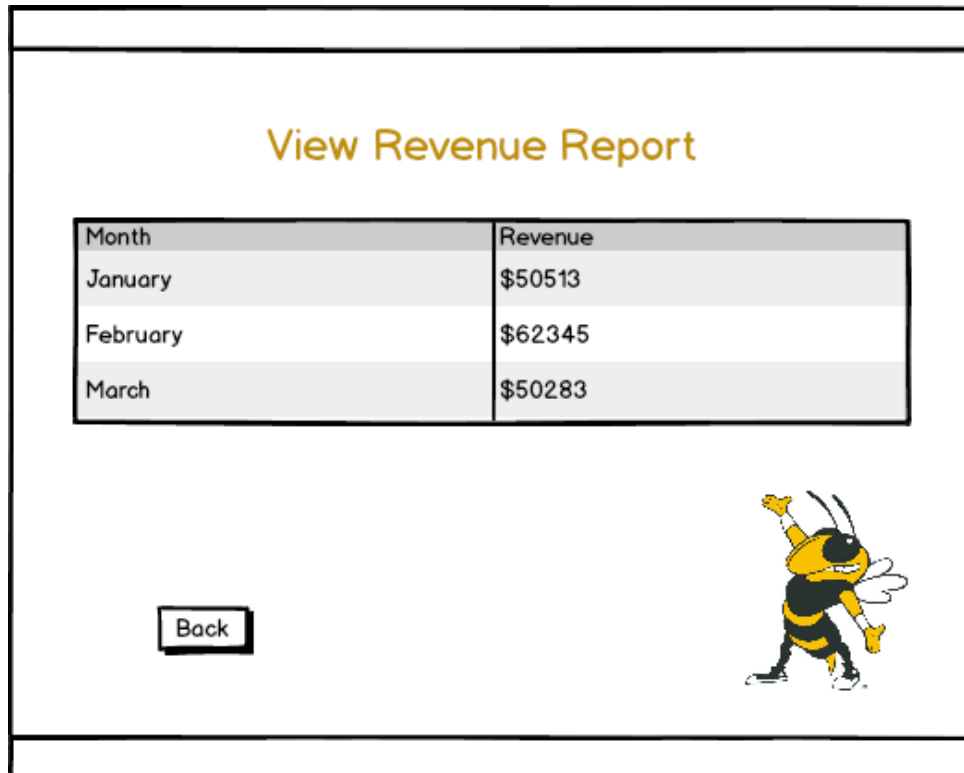 View Revenue Report
Month Revenue
January $50513
February $62345
March $50283
Back